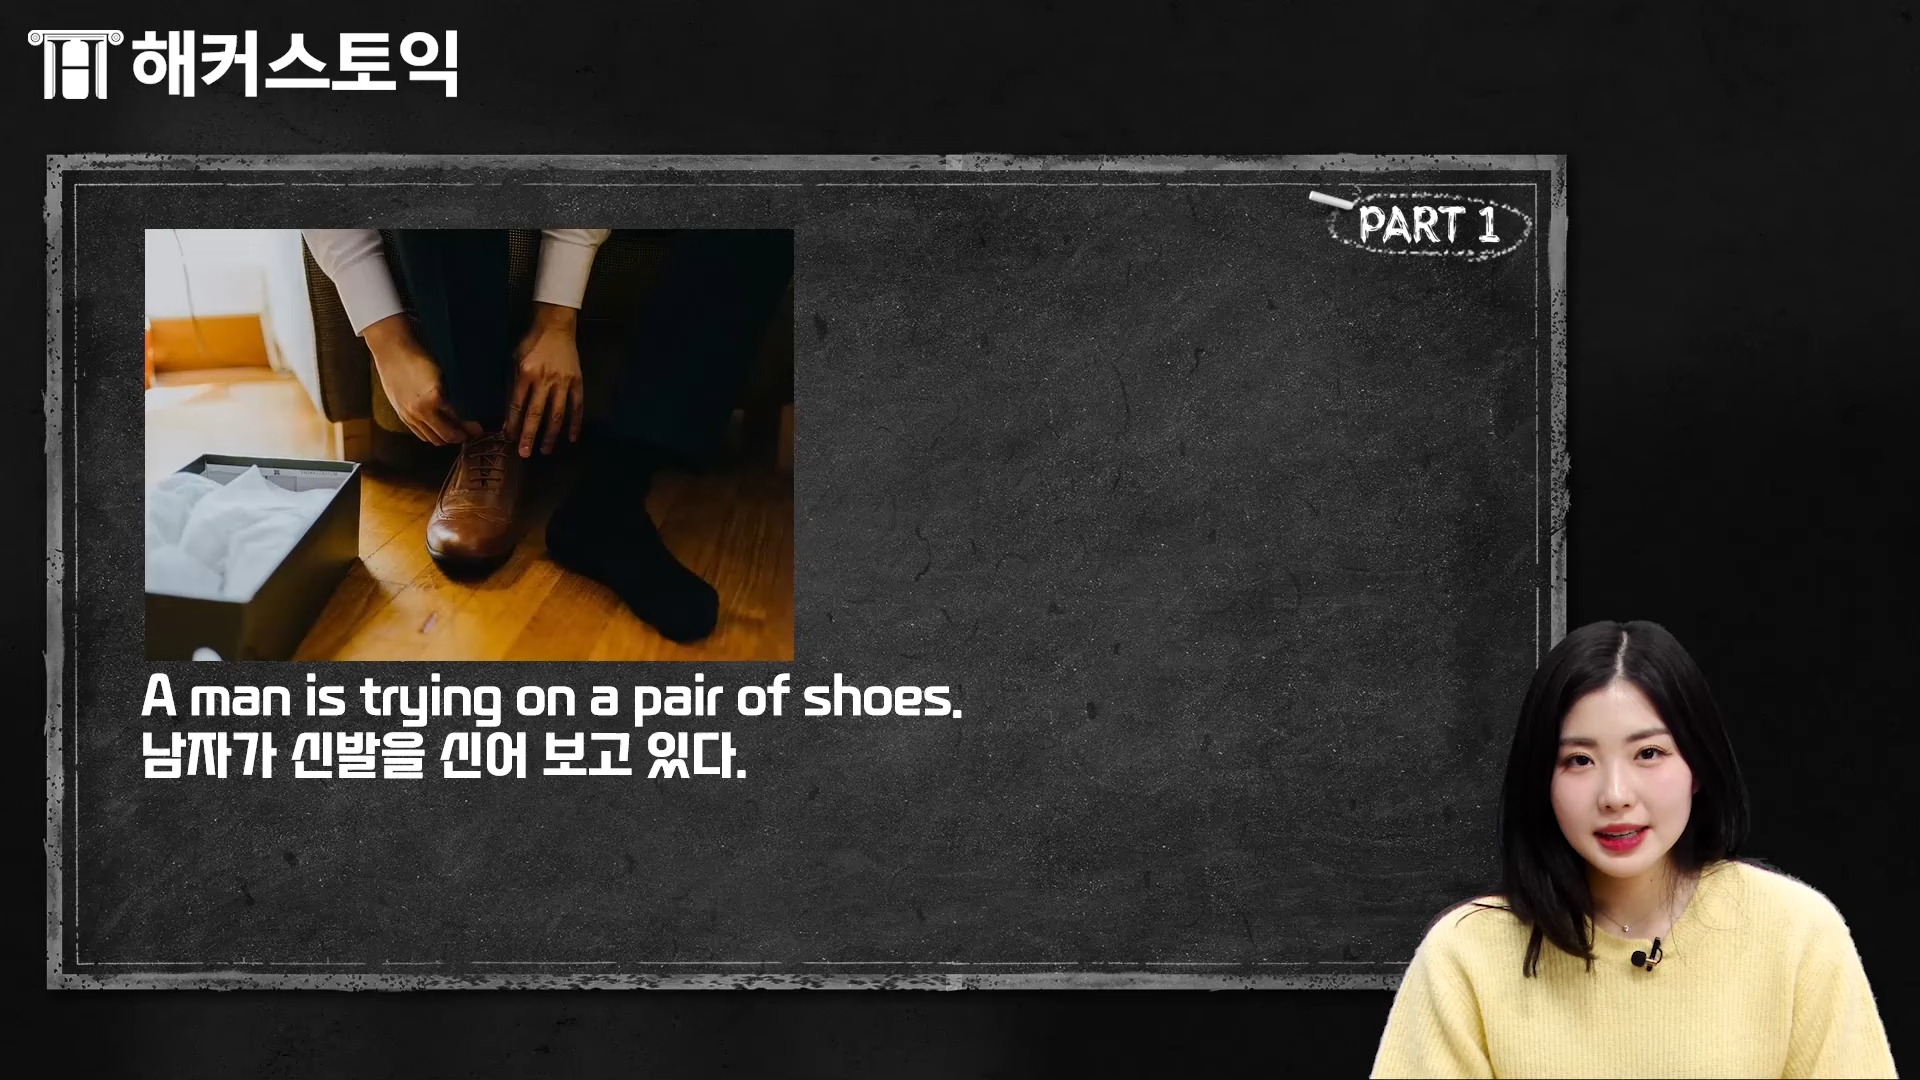 해커스토익
PART 1
A man is trying on a pair of shoes.
남자가 신발을 신어 보고 있다.